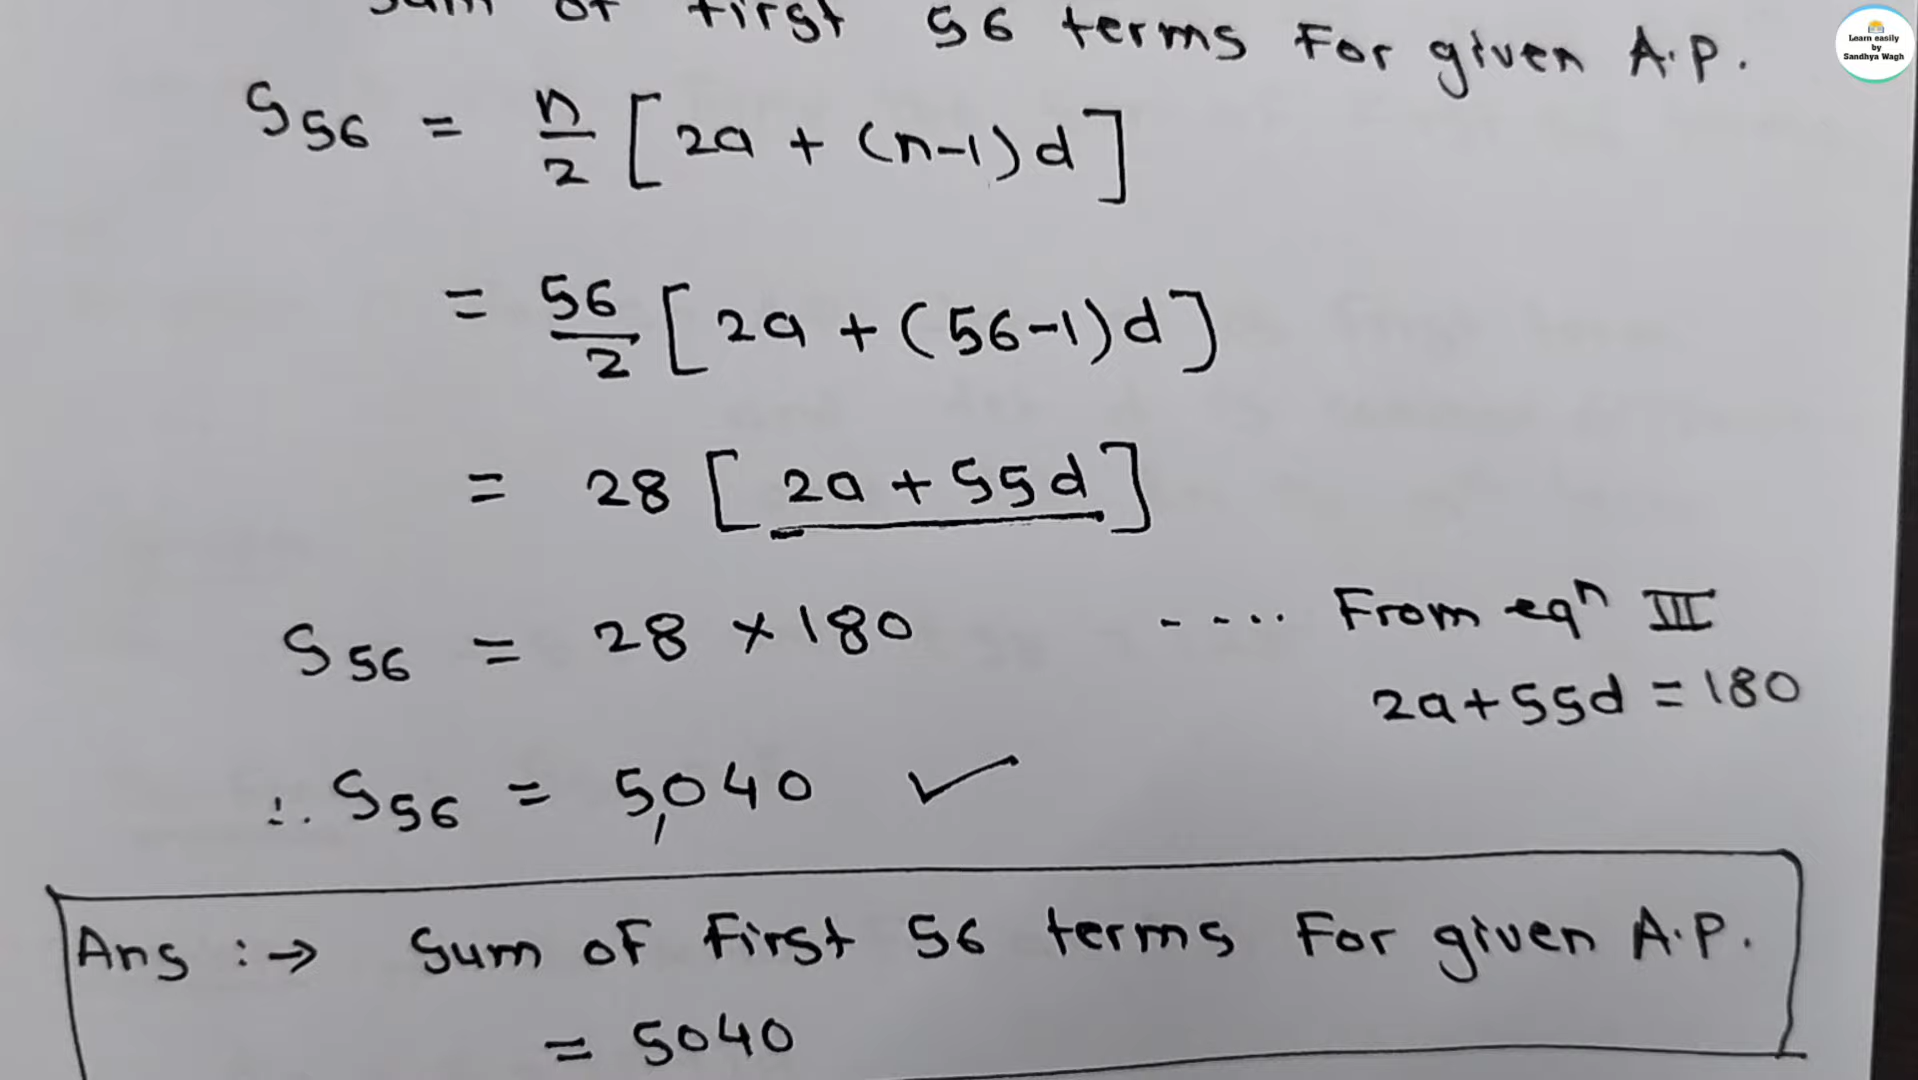 Sum of first 56 terms For given A.P.
Learn easily
by
Sandhya Wagh
S56 = n/2 [2a + (n-1)d]
= 56/2 [2a + (56-1)d]
= 28 [2a + 55d]
S56 = 28 × 180 ---- From eqⁿ III
2a+55d = 180
∴ S56 = 5,040 ✓
Ans :→ Sum of First 56 terms For given A.P.
= 5040